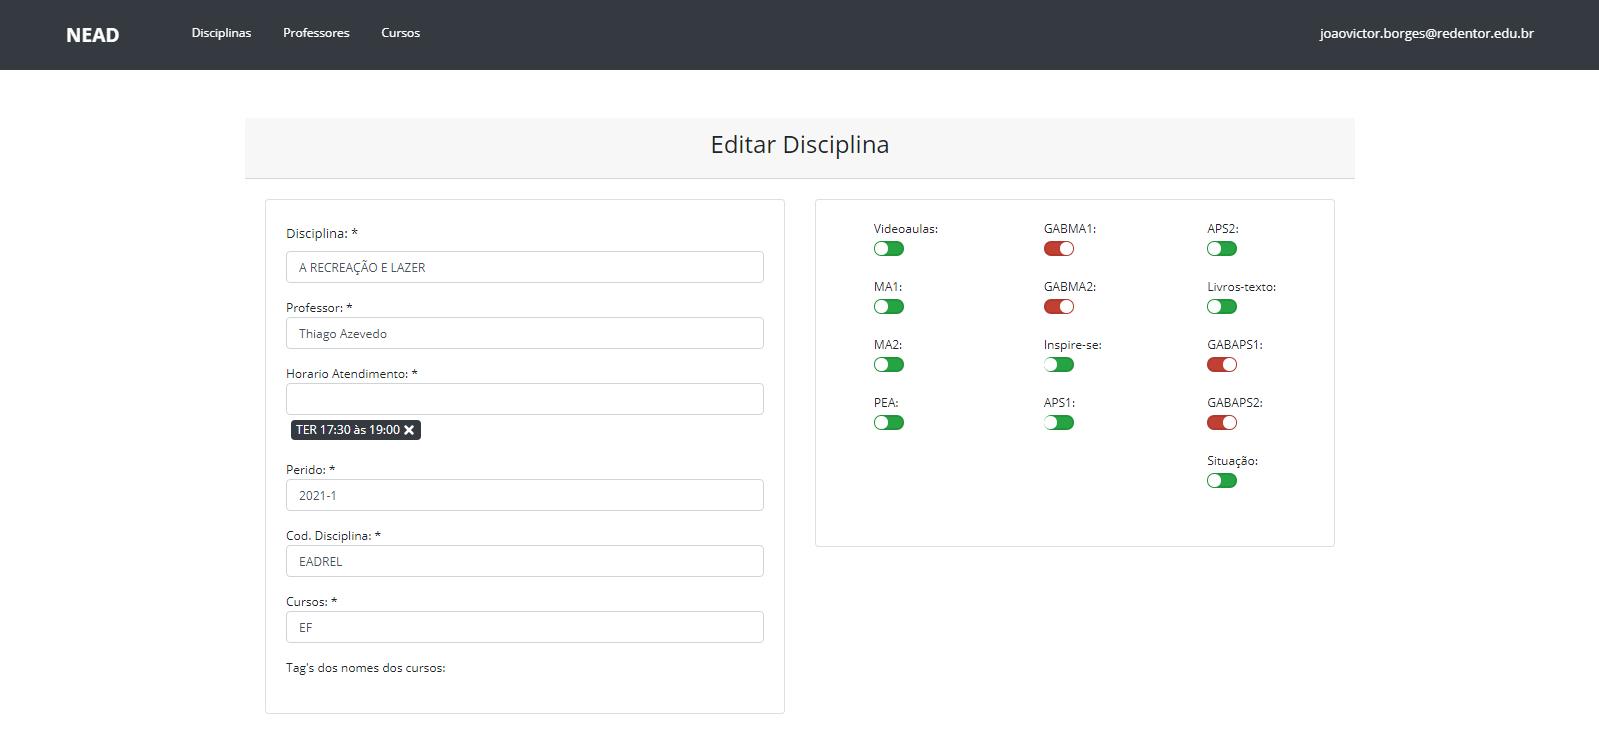 NEAD
Disciplinas
Professores
Cursos
joaovictor.borges@redentor.edu.br
Editar Disciplina
Disciplina: *
A RECREAÇÃO E LAZER
Professor: *
Thiago Azevedo
Horario Atendimento: *
TER 17:30 às 19:00
Perido: *
2021-1
Cod. Disciplina: *
EADREL
Cursos: *
EF
Tag's dos nomes dos cursos:
Videoaulas:
MA1:
MA2:
PEA:
GABMA1:
GABMA2:
Inspire-se:
APS1:
APS2:
Livros-texto:
GABAPS1:
GABAPS2:
Situação: